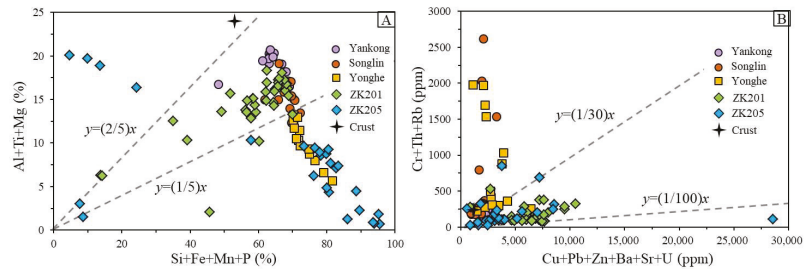 A
25
20
15
10
5
0
Al+Ti+Mg (%)
y=(2/5)x
y=(1/5)x
Yankong
Songlin
Yonghe
ZK201
ZK205
Crust
0
20
40
60
80
100
Si+Fe+Mn+P (%)
B
3000
2500
2000
1500
1000
500
0
Cr+Th+Rb (ppm)
y=(1/30)x
y=(1/100)x
Yankong
Songlin
Yonghe
ZK201
ZK205
Crust
0
5,000
10,000
15,000
20,000
25,000
30,000
Cu+Pb+Zn+Ba+Sr+U (ppm)